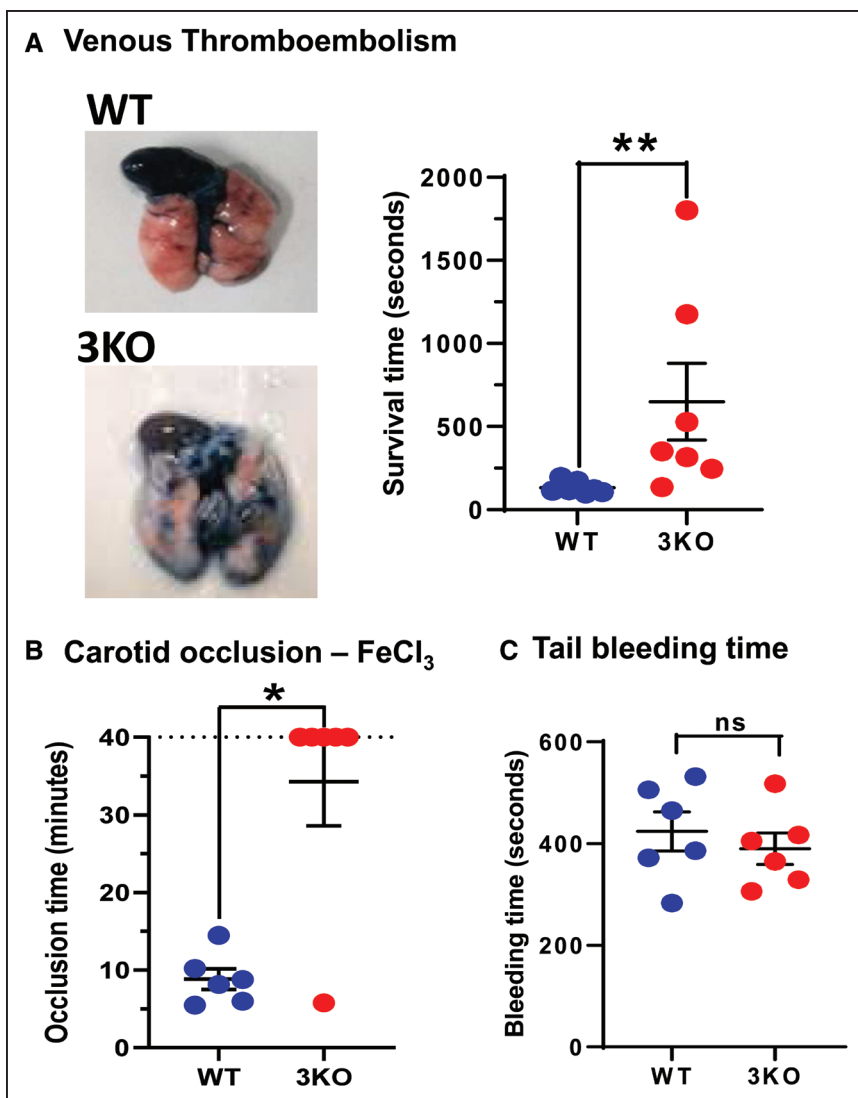 A Venous Thromboembolism
WT
3KO
**
Survival time (seconds)
2000
1500
1000
500
0
WT 3KO
B Carotid occlusion – FeCl₃
*
Occlusion time (minutes)
40
30
20
10
0
WT 3KO
C Tail bleeding time
ns
Bleeding time (seconds)
600
400
200
0
WT 3KO